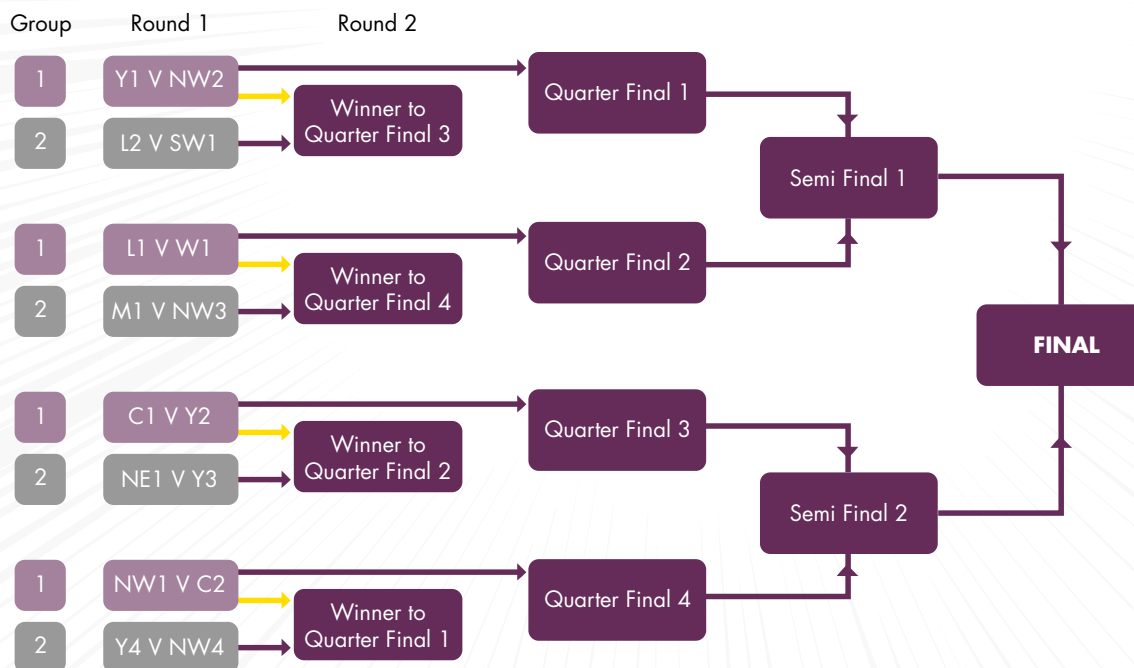 Group Round 1 Round 2
1 Y1 V NW2
Winner to
Quarter Final 3
2 L2 V SW1
Quarter Final 1
Semi Final 1
1 L1 V W1
Winner to
Quarter Final 4
2 M1 V NW3
Quarter Final 2
FINAL
1 C1 V Y2
Winner to
Quarter Final 2
2 NE1 V Y3
Quarter Final 3
Semi Final 2
1 NW1 V C2
Winner to
Quarter Final 1
2 Y4 V NW4
Quarter Final 4